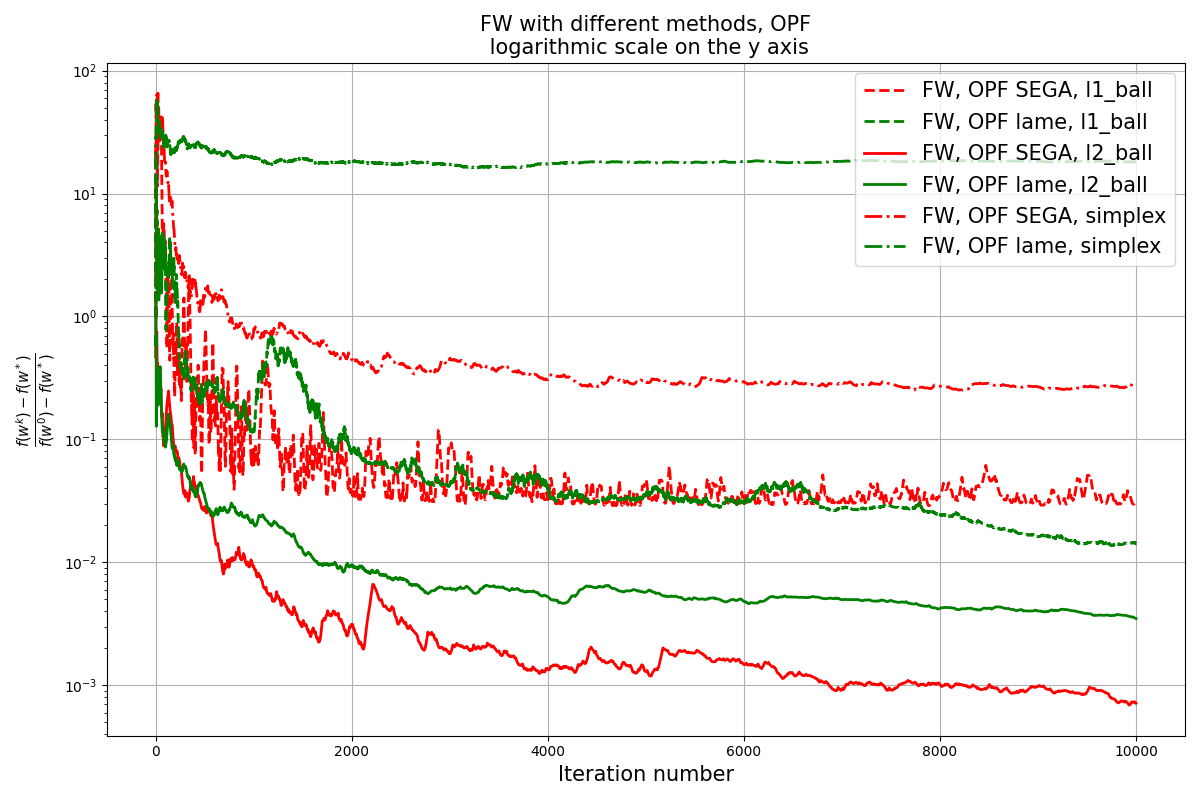 FW with different methods, OPF
logarithmic scale on the y axis
10^2
10^1
10^0
10^-1
10^-2
10^-3
f(w^k) − f(w^*)
f(w^0) − f(w^*)
FW, OPF SEGA, l1_ball
FW, OPF lame, l1_ball
FW, OPF SEGA, l2_ball
FW, OPF lame, l2_ball
FW, OPF SEGA, simplex
FW, OPF lame, simplex
0 2000 4000 6000 8000 10000
Iteration number